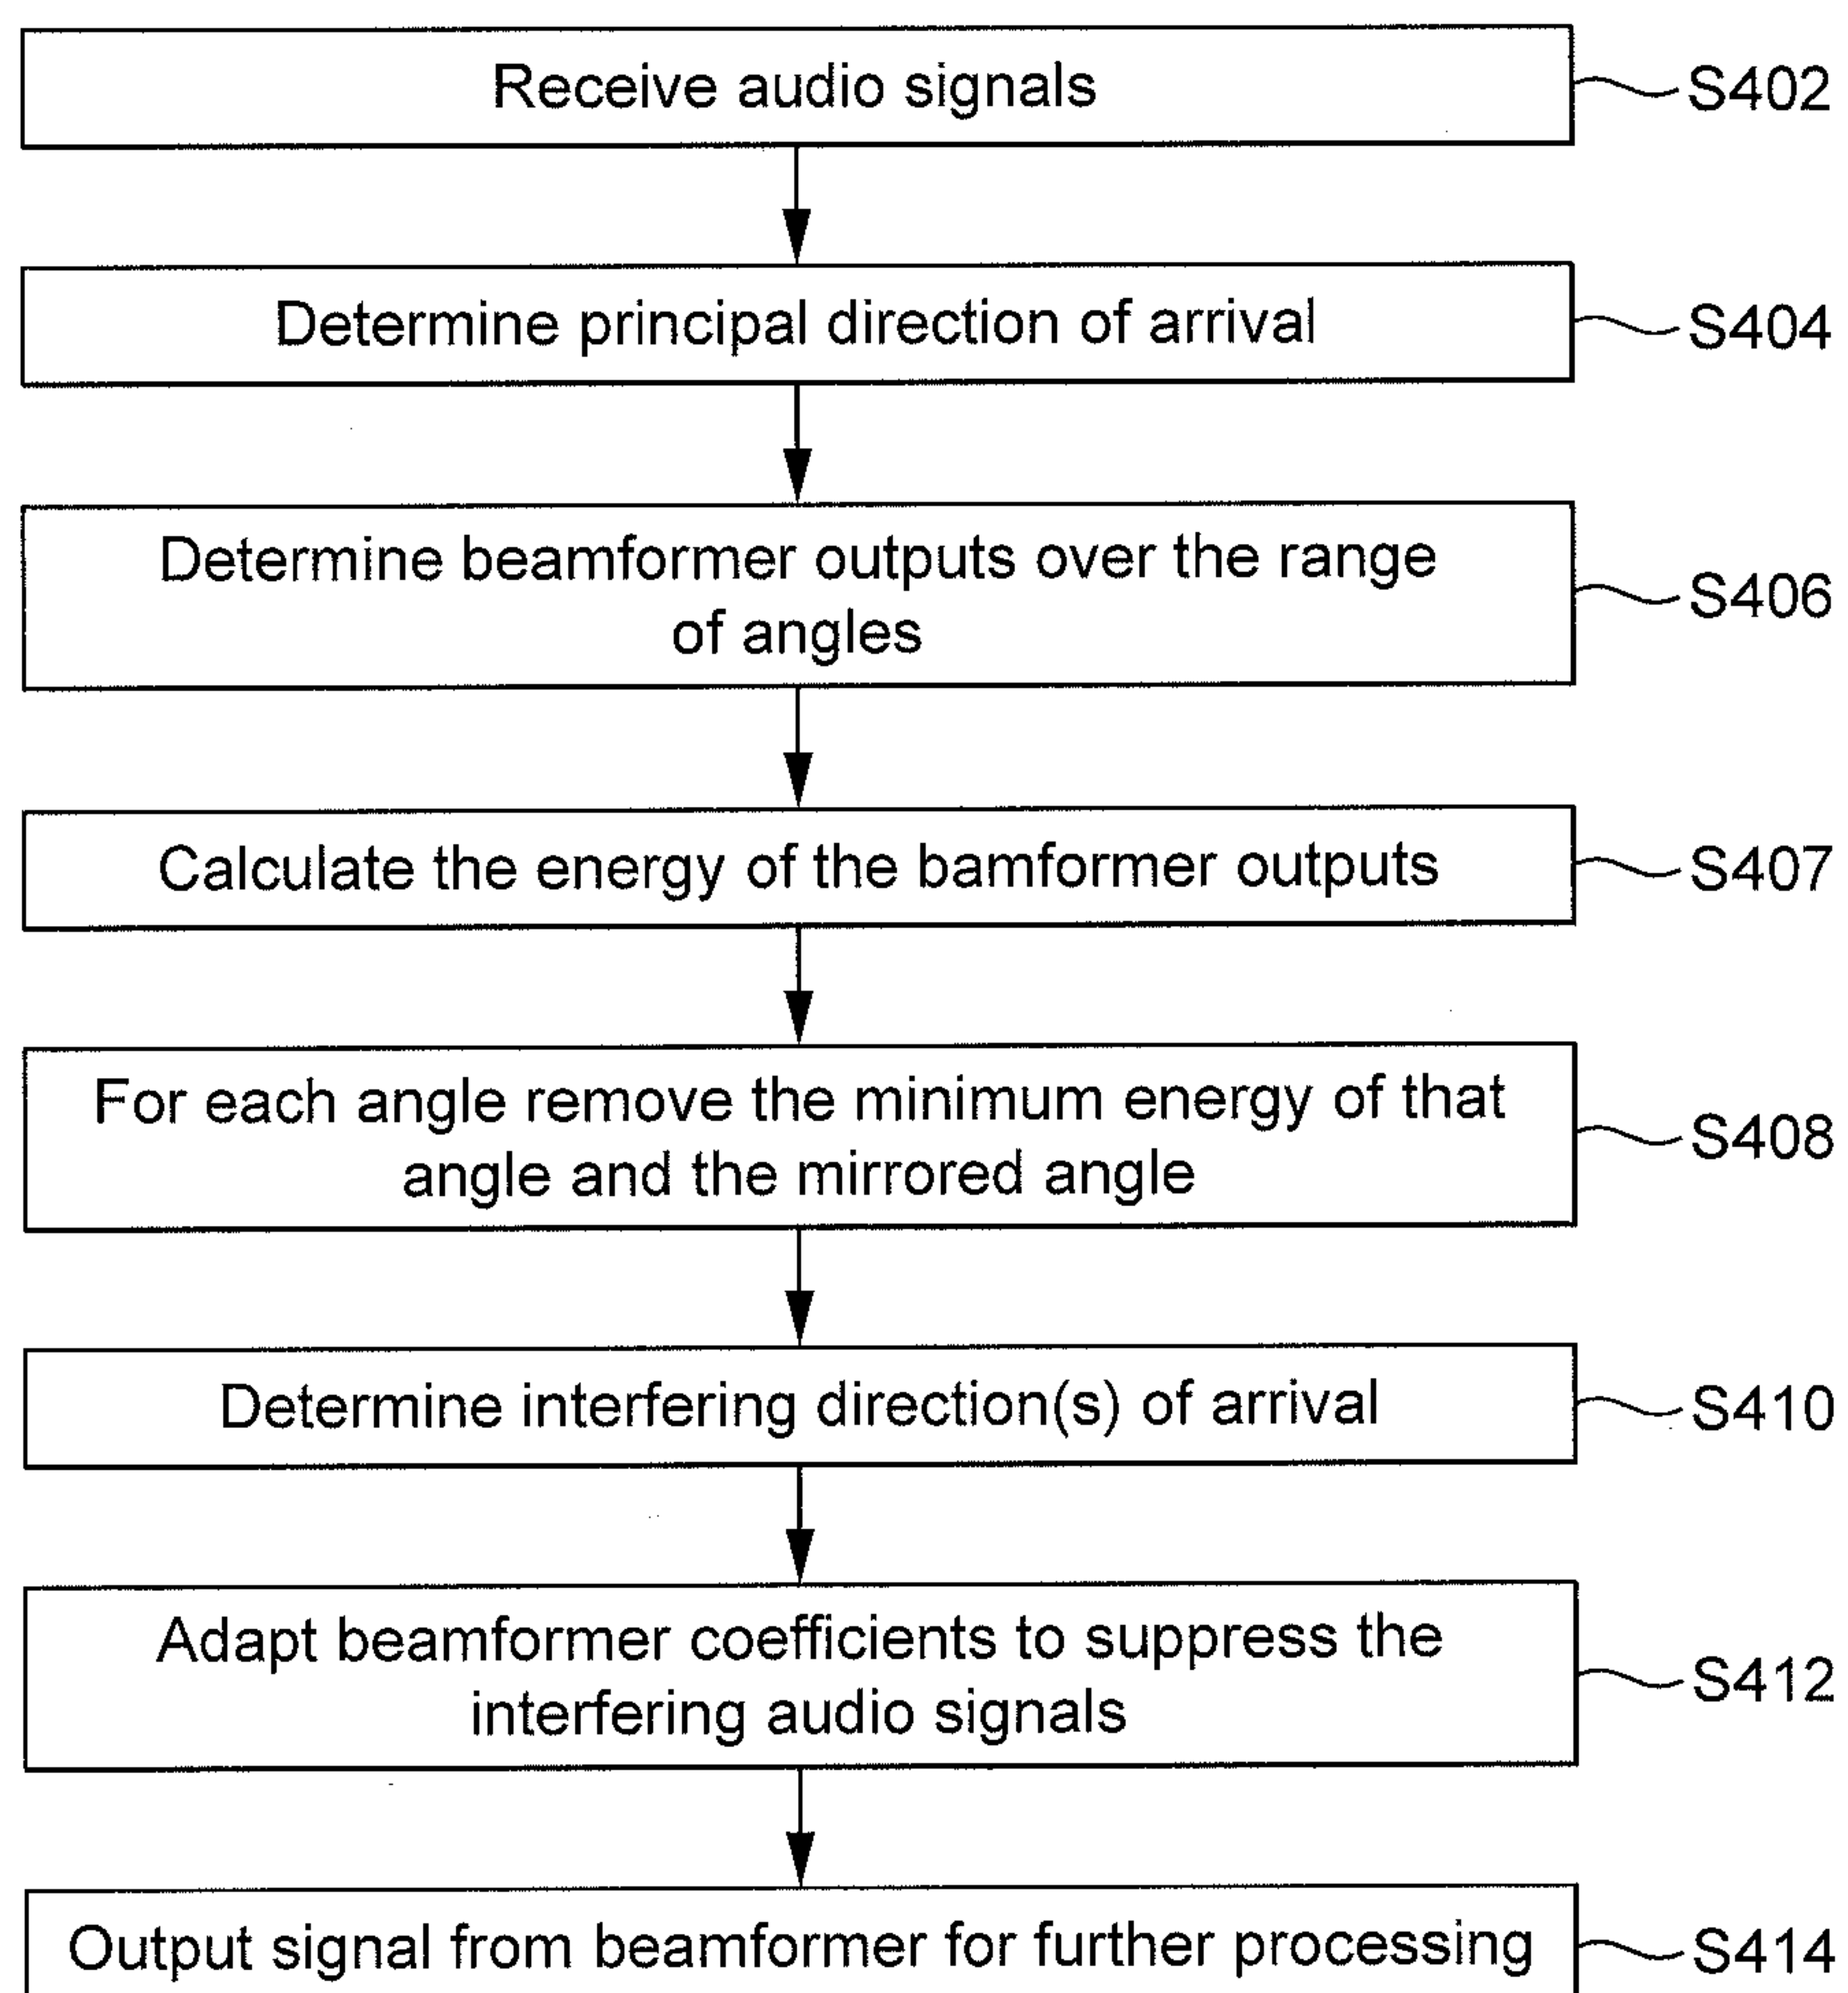 Receive audio signals
S402
Determine principal direction of arrival
S404
Determine beamformer outputs over the range
of angles
S406
Calculate the energy of the bamformer outputs
S407
For each angle remove the minimum energy of that
angle and the mirrored angle
S408
Determine interfering direction(s) of arrival
S410
Adapt beamformer coefficients to suppress the
interfering audio signals
S412
Output signal from beamformer for further processing
S414